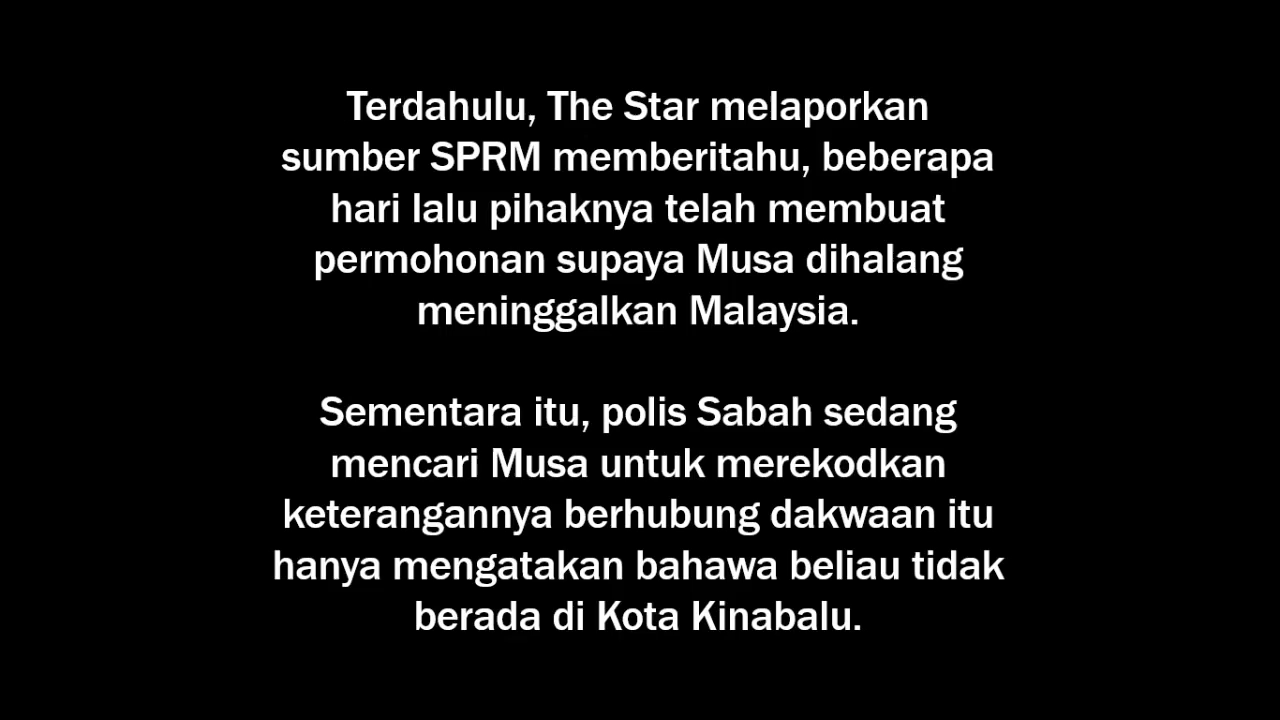 Terdahulu, The Star melaporkan
sumber SPRM memberitahu, beberapa
hari lalu pihaknya telah membuat
permohonan supaya Musa dihalang
meninggalkan Malaysia.
Sementara itu, polis Sabah sedang
mencari Musa untuk merekodkan
keterangannya berhubung dakwaan itu
hanya mengatakan bahawa beliau tidak
berada di Kota Kinabalu.